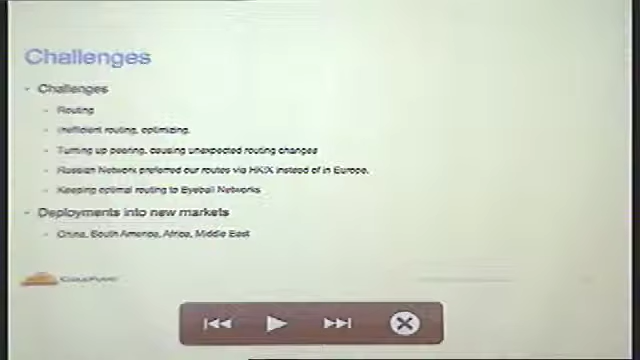 Challenges
Challenges
Routing
Inefficient routing, optimizing.
Turning up peering, causing unexpected routing changes
Russian Network preferred our routes via HKIX instead of in Europe.
Keeping optimal routing to Eyeball Networks
Deployments into new markets
China, South America, Africa, Middle East
CLOUDFLARE